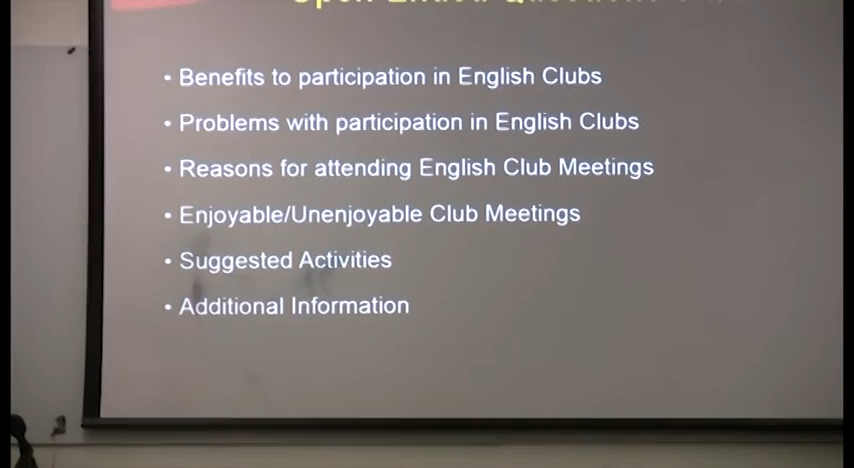 • Benefits to participation in English Clubs
• Problems with participation in English Clubs
• Reasons for attending English Club Meetings
• Enjoyable/Unenjoyable Club Meetings
• Suggested Activities
• Additional Information